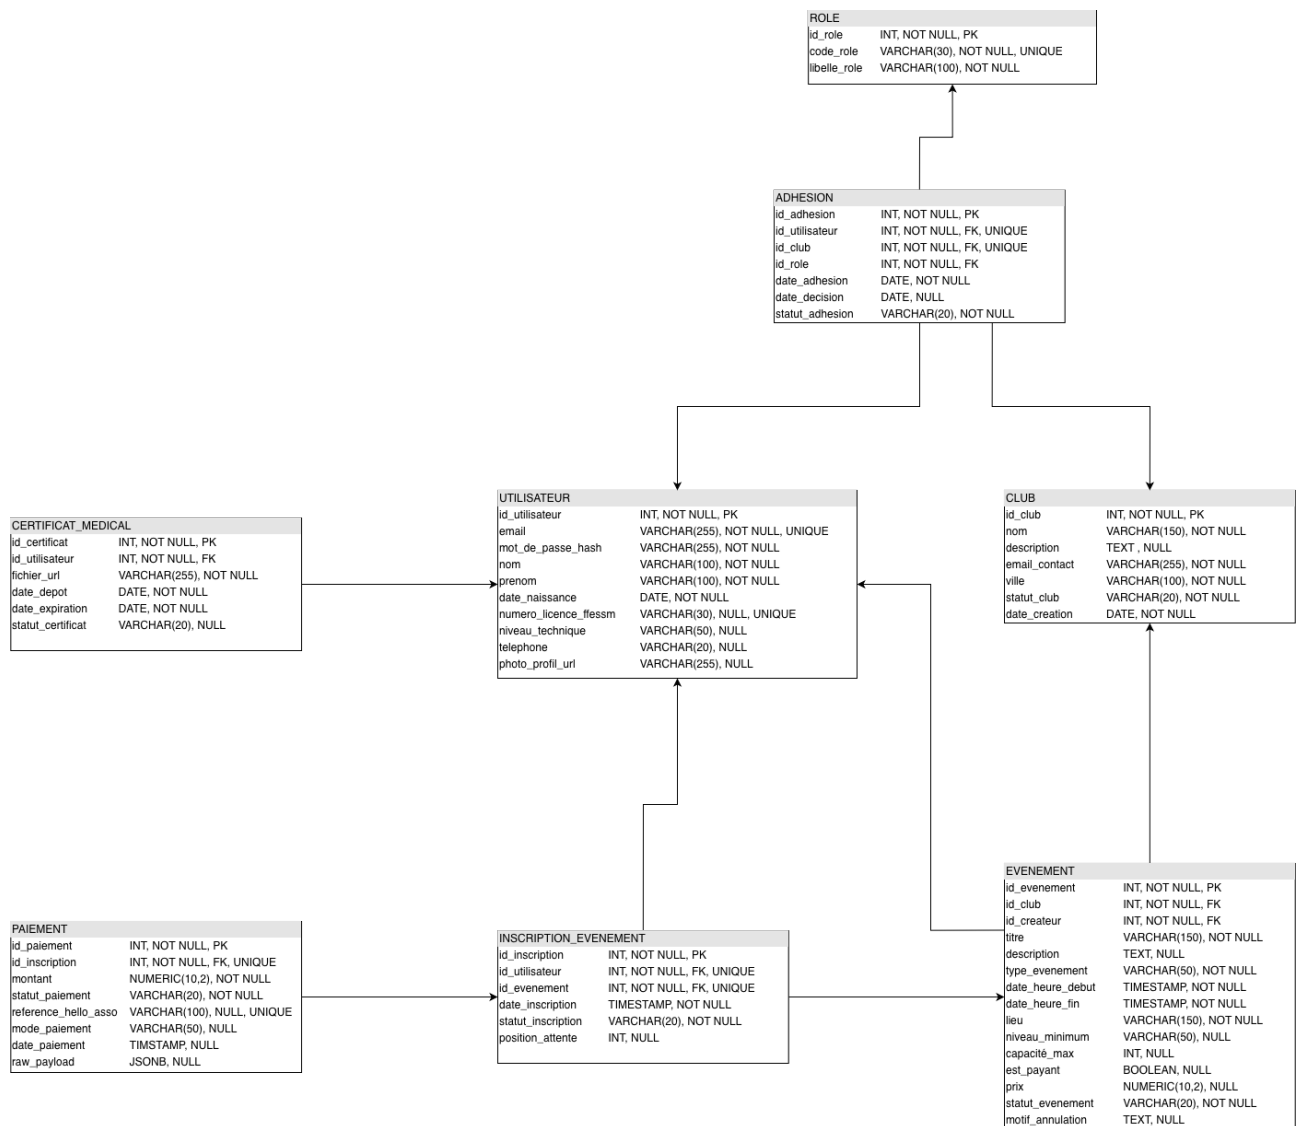 ROLE
id_role INT, NOT NULL, PK
code_role VARCHAR(30), NOT NULL, UNIQUE
libelle_role VARCHAR(100), NOT NULL
ADHESION
id_adhesion INT, NOT NULL, PK
id_utilisateur INT, NOT NULL, FK, UNIQUE
id_club INT, NOT NULL, FK, UNIQUE
id_role INT, NOT NULL, FK
date_adhesion DATE, NOT NULL
date_decision DATE, NULL
statut_adhesion VARCHAR(20), NOT NULL
CERTIFICAT_MEDICAL
id_certificat INT, NOT NULL, PK
id_utilisateur INT, NOT NULL, FK
fichier_url VARCHAR(255), NOT NULL
date_depot DATE, NOT NULL
date_expiration DATE, NOT NULL
statut_certificat VARCHAR(20), NULL
UTILISATEUR
id_utilisateur INT, NOT NULL, PK
email VARCHAR(255), NOT NULL, UNIQUE
mot_de_passe_hash VARCHAR(255), NOT NULL
nom VARCHAR(100), NOT NULL
prenom VARCHAR(100), NOT NULL
date_naissance DATE, NOT NULL
numero_licence_ffessm VARCHAR(30), NULL, UNIQUE
niveau_technique VARCHAR(50), NULL
telephone VARCHAR(20), NULL
photo_profil_url VARCHAR(255), NULL
CLUB
id_club INT, NOT NULL, PK
nom VARCHAR(150), NOT NULL
description TEXT , NULL
email_contact VARCHAR(255), NOT NULL
ville VARCHAR(100), NOT NULL
statut_club VARCHAR(20), NOT NULL
date_creation DATE, NOT NULL
PAIEMENT
id_paiement INT, NOT NULL, PK
id_inscription INT, NOT NULL, FK, UNIQUE
montant NUMERIC(10,2), NOT NULL
statut_paiement VARCHAR(20), NOT NULL
reference_hello_asso VARCHAR(100), NULL, UNIQUE
mode_paiement VARCHAR(50), NULL
date_paiement TIMSTAMP, NULL
raw_payload JSONB, NULL
INSCRIPTION_EVENEMENT
id_inscription INT, NOT NULL, PK
id_utilisateur INT, NOT NULL, FK, UNIQUE
id_evenement INT, NOT NULL, FK, UNIQUE
date_inscription TIMESTAMP, NOT NULL
statut_inscription VARCHAR(20), NOT NULL
position_attente INT, NULL
EVENEMENT
id_evenement INT, NOT NULL, PK
id_club INT, NOT NULL, FK
id_createur INT, NOT NULL, FK
titre VARCHAR(150), NOT NULL
description TEXT, NULL
type_evenement VARCHAR(50), NOT NULL
date_heure_debut TIMESTAMP, NOT NULL
date_heure_fin TIMESTAMP, NOT NULL
lieu VARCHAR(150), NOT NULL
niveau_minimum VARCHAR(50), NULL
capacité_max INT, NULL
est_payant BOOLEAN, NULL
prix NUMERIC(10,2), NULL
statut_evenement VARCHAR(20), NOT NULL
motif_annulation TEXT, NULL